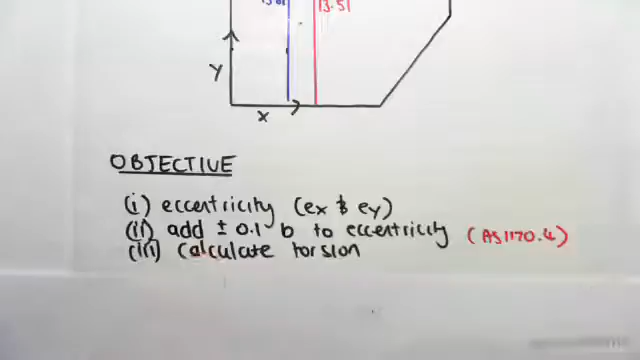 13.51
Y
X
OBJECTIVE
(i) eccentricity (ex & ey)
(ii) add ± 0.1 b to eccentricity (AS1170.4)
(iii) calculate torsion